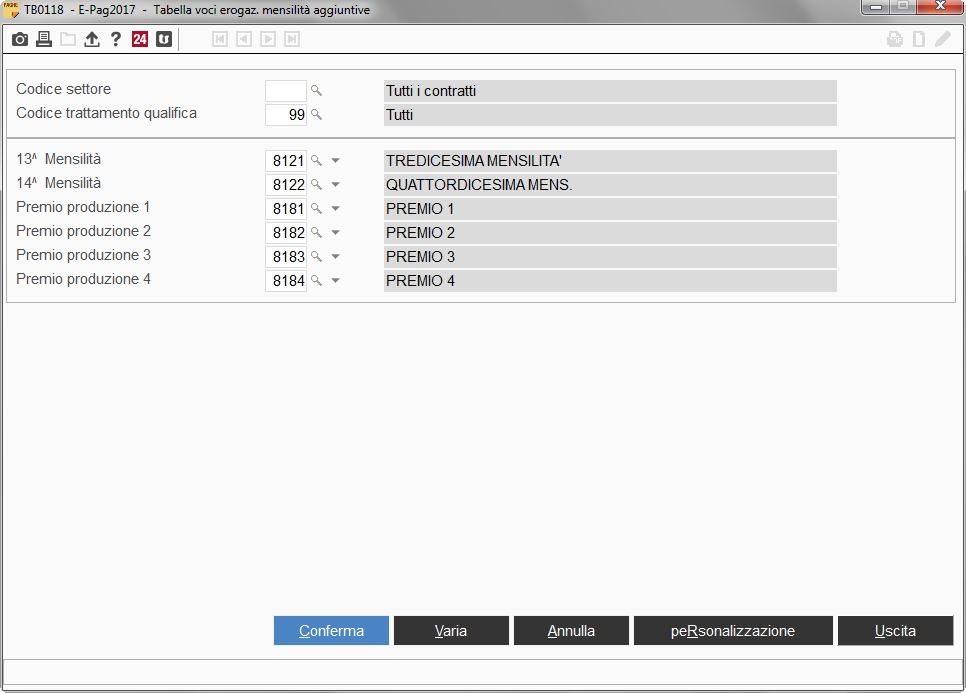 TB0118 - E-Pag2017 - Tabella voci erogaz. mensilità aggiuntive
? 24
Codice settore Tutti i contratti
Codice trattamento qualifica 99 Tutti
13^ Mensilità 8121 TREDICESIMA MENSILITA'
14^ Mensilità 8122 QUATTORDICESIMA MENS.
Premio produzione 1 8181 PREMIO 1
Premio produzione 2 8182 PREMIO 2
Premio produzione 3 8183 PREMIO 3
Premio produzione 4 8184 PREMIO 4
Conferma Varia Annulla peRsonalizzazione Uscita